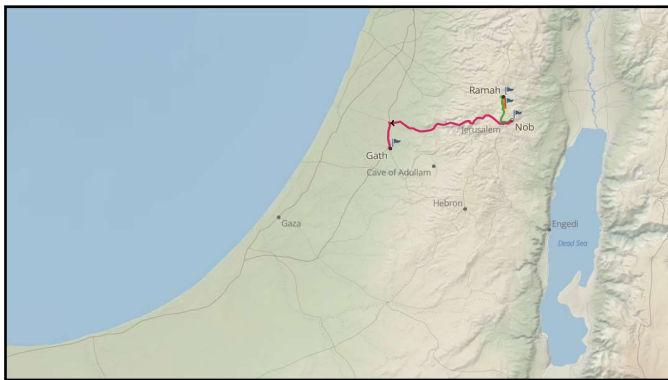 Ramah
Jerusalem
Nob
Gath
Cave of Adullam
Hebron
Gaza
Engedi
Dead Sea